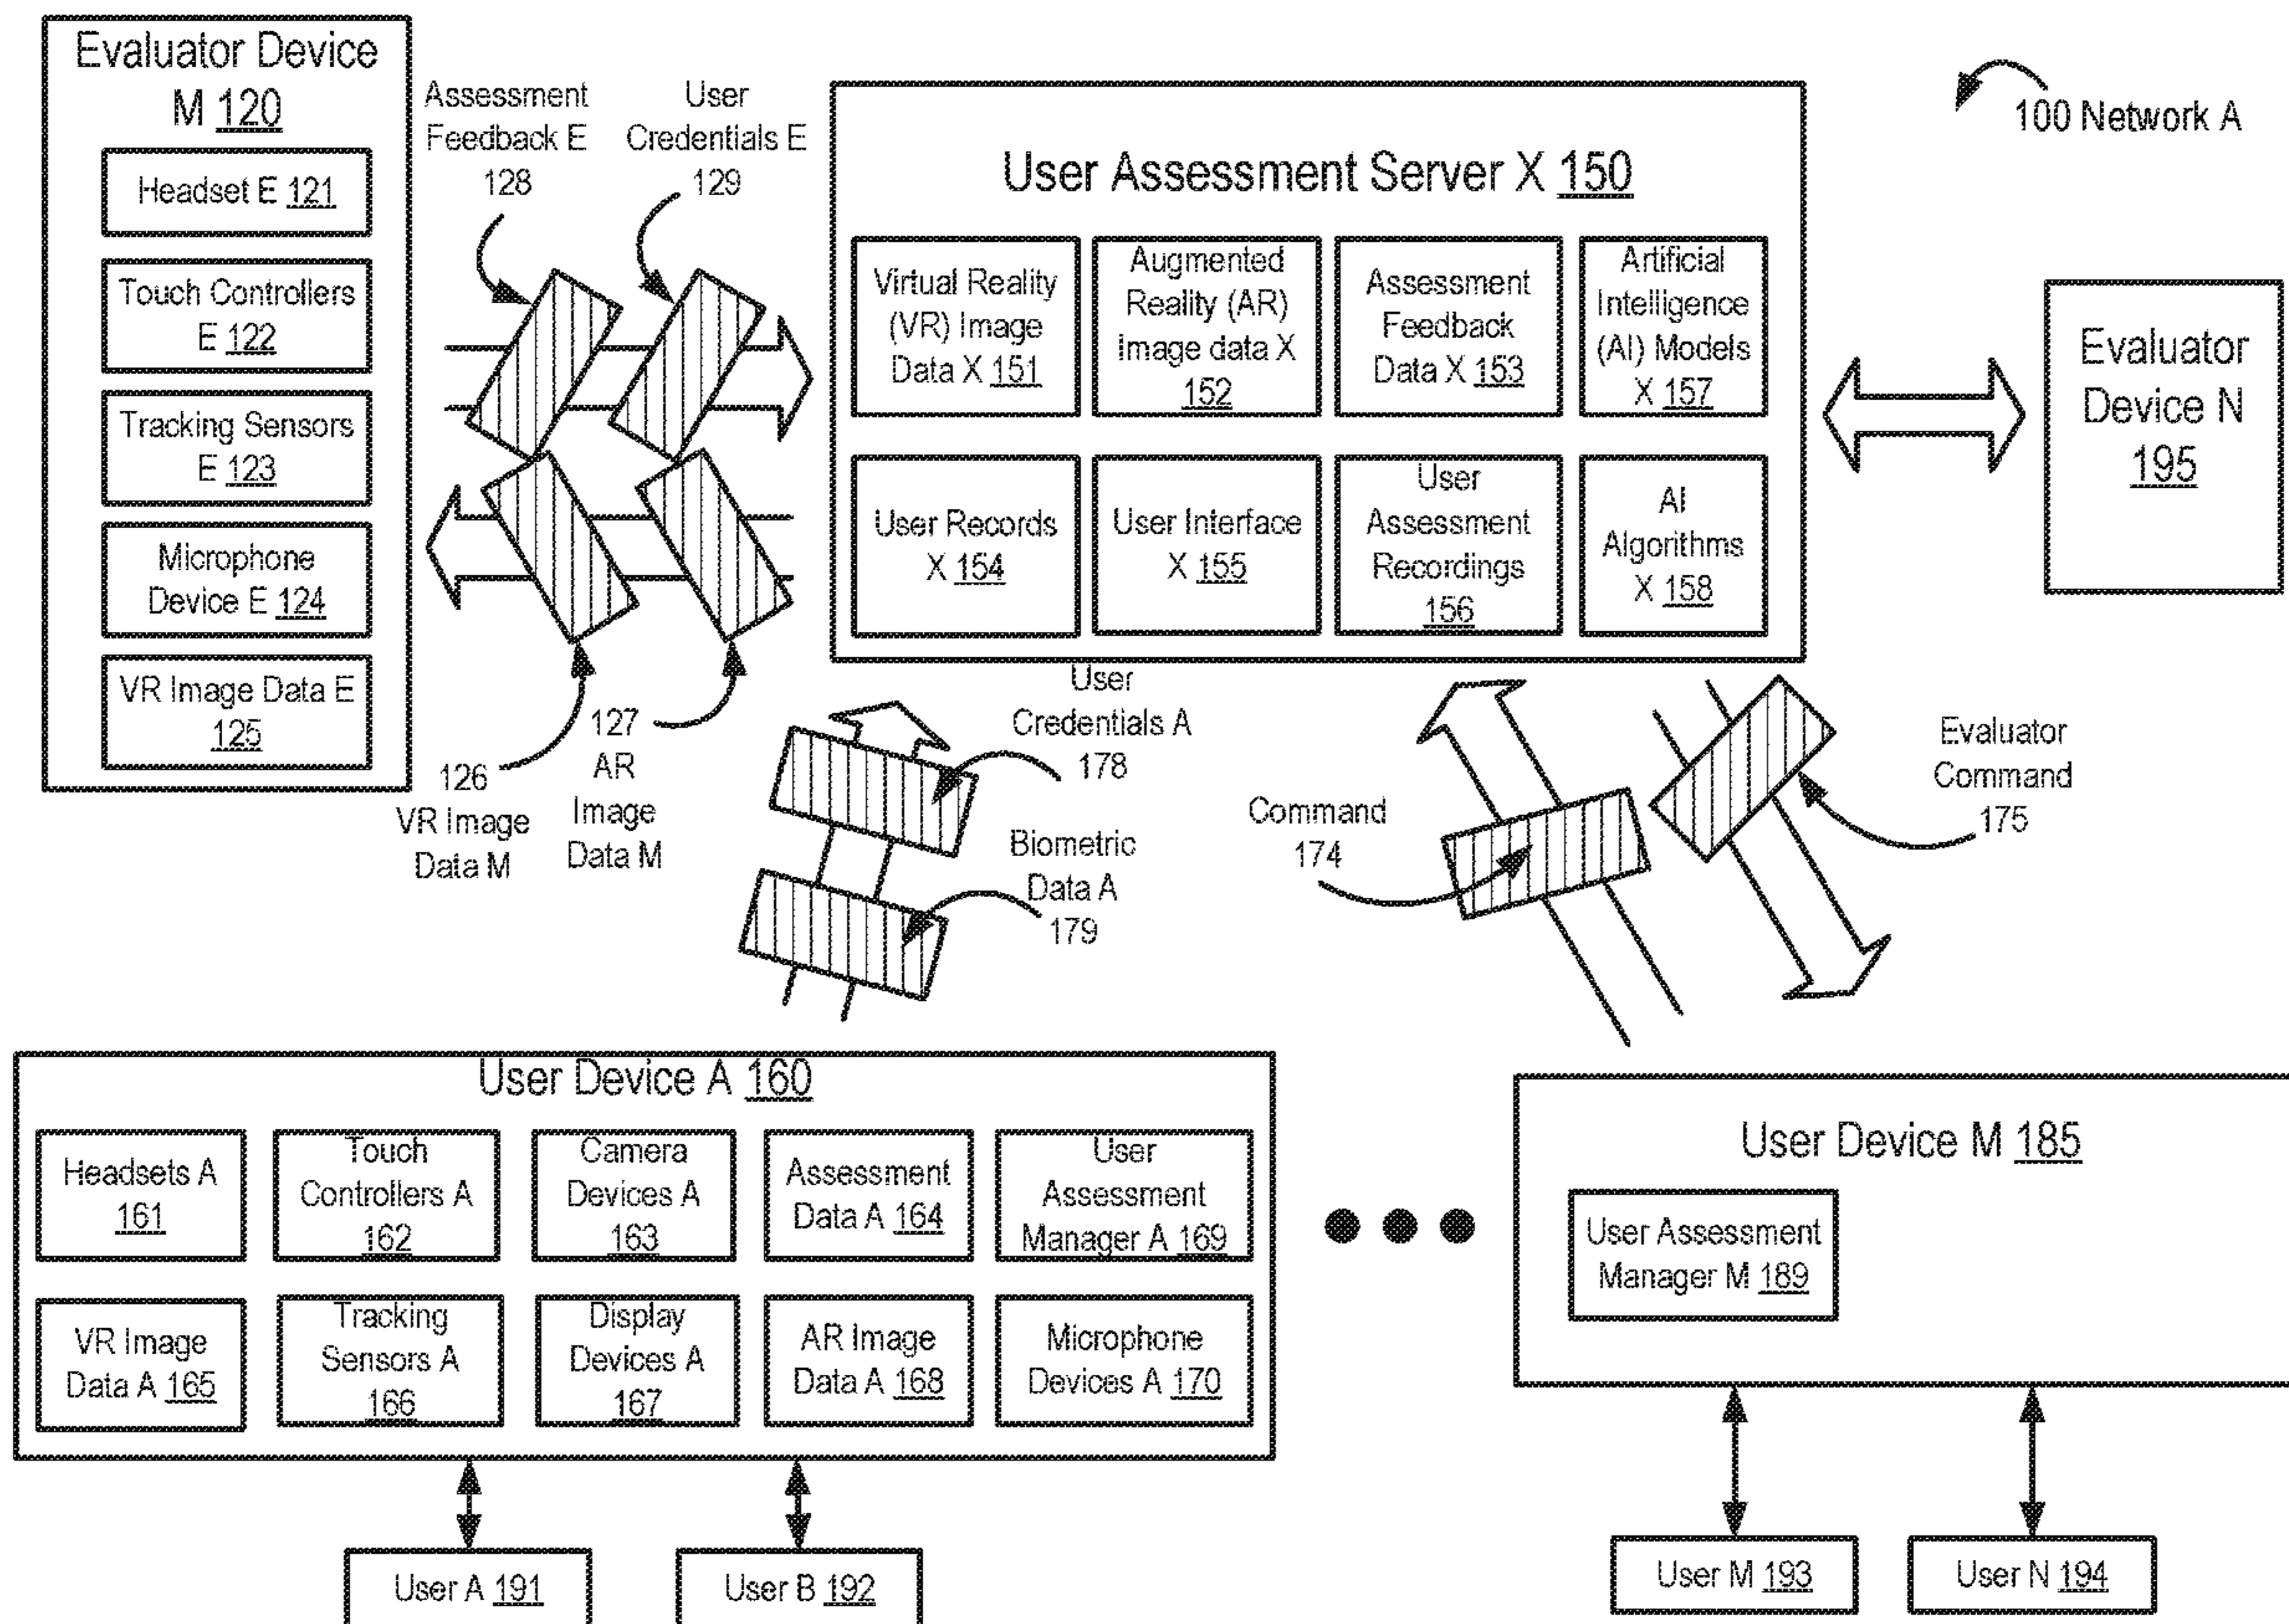 Evaluator Device
M 120
Headset E 121
Touch Controllers
E 122
Tracking Sensors
E 123
Microphone
Device E 124
VR Image Data E
125
Assessment
Feedback E
128
User
Credentials E
129
126
VR Image
Data M
127
AR
Image
Data M
User Assessment Server X 150
Virtual Reality
(VR) Image
Data X 151
Augmented
Reality (AR)
image data X
152
Assessment
Feedback
Data X 153
Artificial
Intelligence
(AI) Models
X 157
User Records
X 154
User Interface
X 155
User
Assessment
Recordings
156
AI
Algorithms
X 158
100 Network A
Evaluator
Device N
195
User
Credentials A
178
Biometric
Data A
179
Command
174
Evaluator
Command
175
User Device A 160
Headsets A
161
Touch
Controllers A
162
Camera
Devices A
163
Assessment
Data A 164
User
Assessment
Manager A 169
VR Image
Data A 165
Tracking
Sensors A
166
Display
Devices A
167
AR Image
Data A 168
Microphone
Devices A 170
User Device M 185
User Assessment
Manager M 189
User A 191
User B 192
User M 193
User N 194